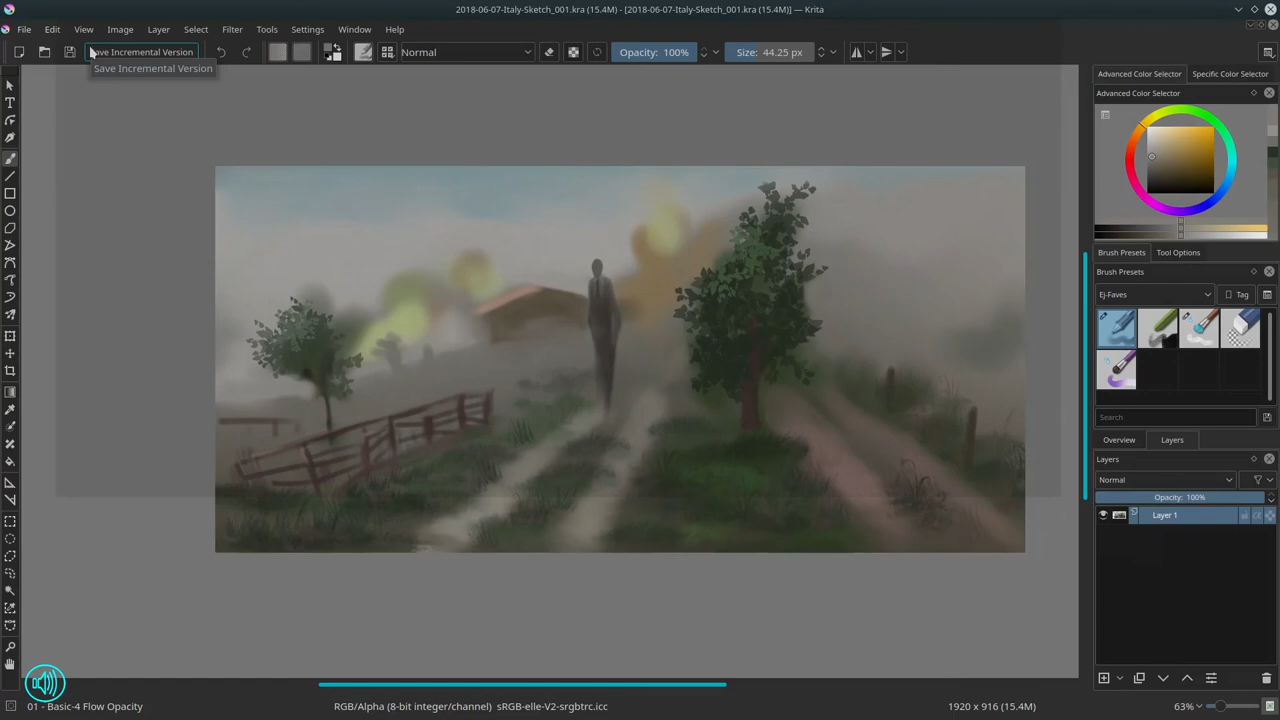 2018-06-07-Italy-Sketch_001.kra (15.4M) - [2018-06-07-Italy-Sketch_001.kra (15.4M)] — Krita
File Edit View Image Layer Select Filter Tools Settings Window Help
Save Incremental Version
Normal
Opacity: 100%
Size: 44.25 px
Save Incremental Version
Advanced Color Selector
Specific Color Selector
Advanced Color Selector
Brush Presets
Tool Options
Brush Presets
Ej-Faves
Tag
Search
Overview
Layers
Layers
Normal
Opacity: 100%
Layer 1
01 - Basic-4 Flow Opacity
RGB/Alpha (8-bit integer/channel) sRGB-elle-V2-srgbtrc.icc
1920 x 916 (15.4M)
63%